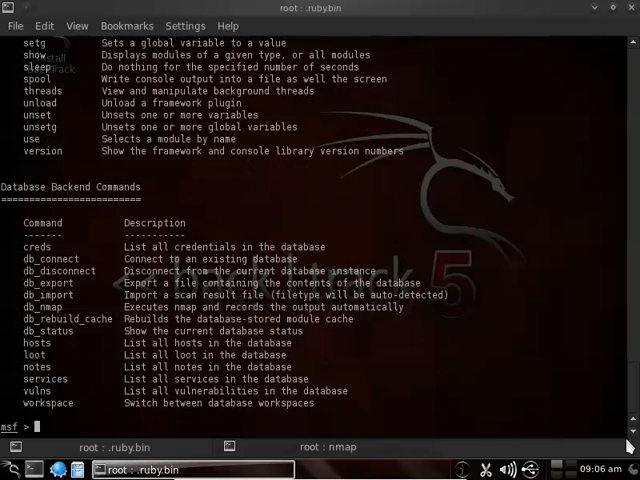 root : .ruby.bin
File Edit View Bookmarks Settings Help
setg Sets a global variable to a value
show Displays modules of a given type, or all modules
sleep Do nothing for the specified number of seconds
spool Write console output into a file as well the screen
threads View and manipulate background threads
unload Unload a framework plugin
unset Unsets one or more variables
unsetg Unsets one or more global variables
use Selects a module by name
version Show the framework and console library version numbers
Database Backend Commands
=========================
Command Description
------- -----------
creds List all credentials in the database
db_connect Connect to an existing database
db_disconnect Disconnect from the current database instance
db_export Export a file containing the contents of the database
db_import Import a scan result file (filetype will be auto-detected)
db_nmap Executes nmap and records the output automatically
db_rebuild_cache Rebuilds the database-stored module cache
db_status Show the current database status
hosts List all hosts in the database
loot List all loot in the database
notes List all notes in the database
services List all services in the database
vulns List all vulnerabilities in the database
workspace Switch between database workspaces
<< back | track 5
msf >
root : .ruby.bin root : nmap
root : .ruby.bin 09:06 am